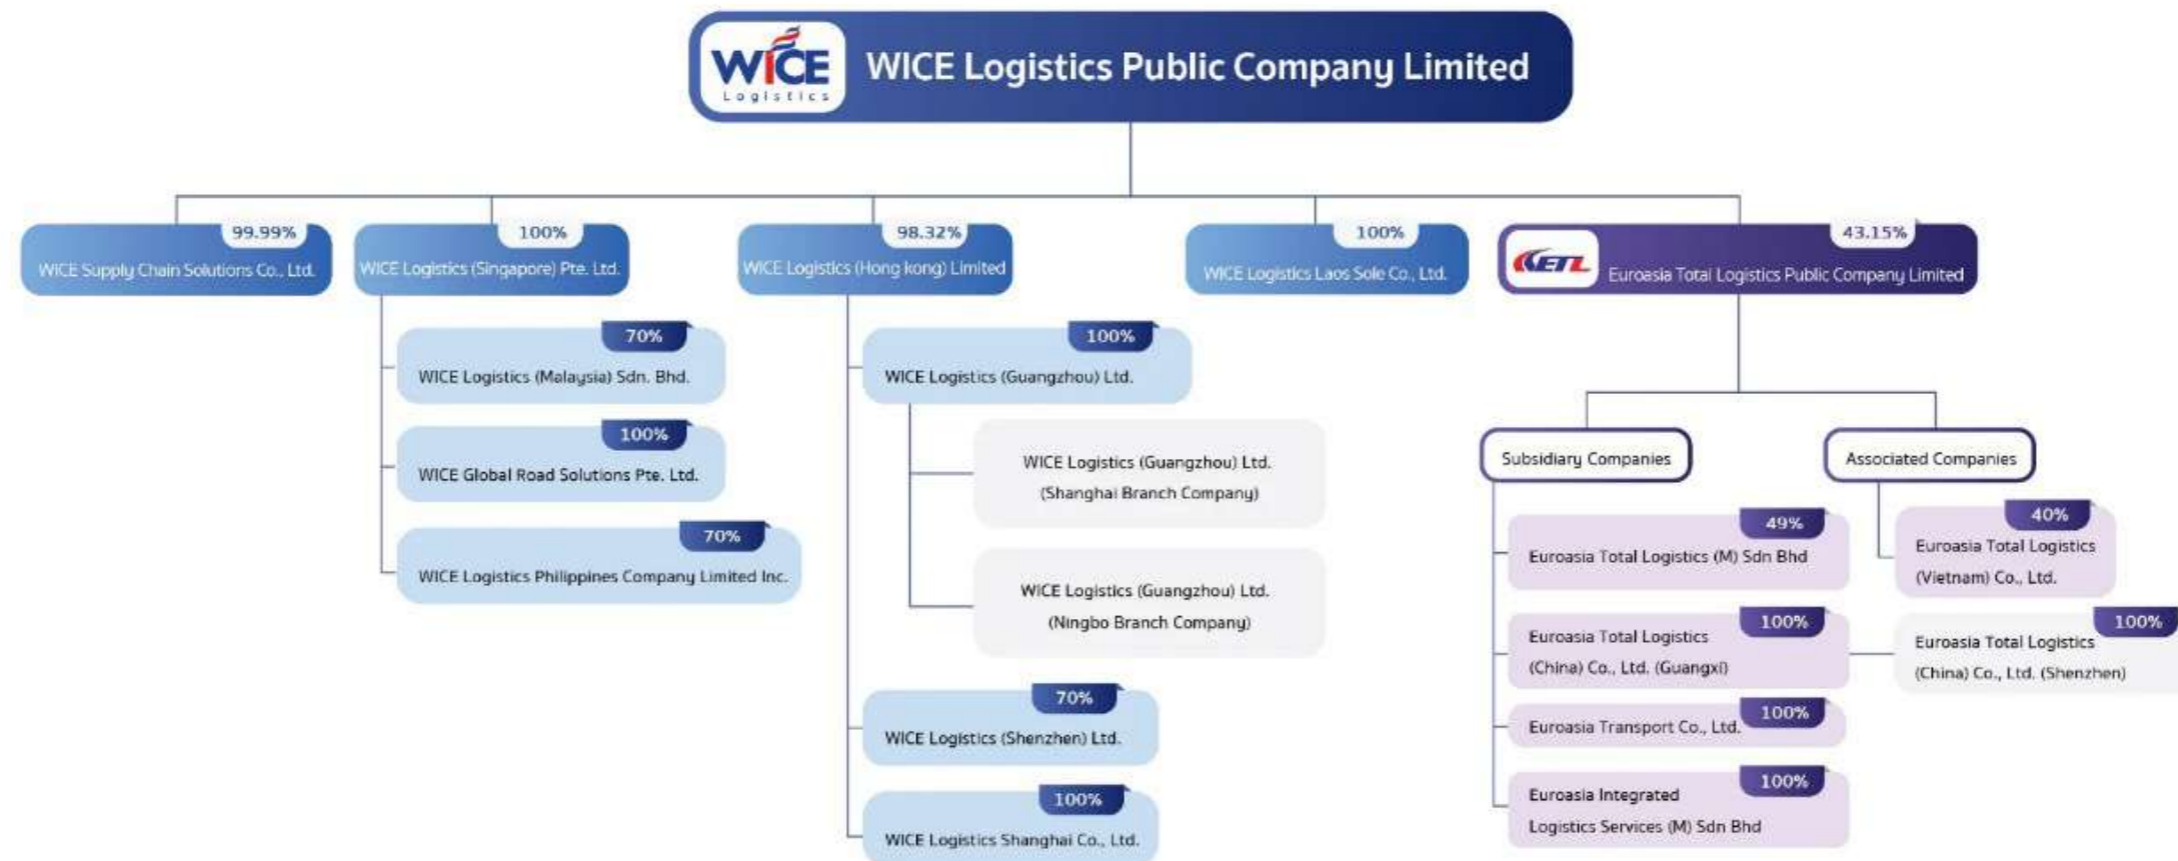 WICE
Logistics
WICE Logistics Public Company Limited
99.99%
WICE Supply Chain Solutions Co., Ltd.
100%
WICE Logistics (Singapore) Pte. Ltd.
70%
WICE Logistics (Malaysia) Sdn. Bhd.
100%
WICE Global Road Solutions Pte. Ltd.
70%
WICE Logistics Philippines Company Limited Inc.
98.32%
WICE Logistics (Hong kong) Limited
100%
WICE Logistics (Guangzhou) Ltd.
WICE Logistics (Guangzhou) Ltd.
(Shanghai Branch Company)
WICE Logistics (Guangzhou) Ltd.
(Ningbo Branch Company)
70%
WICE Logistics (Shenzhen) Ltd.
100%
WICE Logistics Shanghai Co., Ltd.
100%
WICE Logistics Laos Sole Co., Ltd.
43.15%
ETL
Euroasia Total Logistics Public Company Limited
Subsidiary Companies
49%
Euroasia Total Logistics (M) Sdn Bhd
100%
Euroasia Total Logistics
(China) Co., Ltd. (Guangxi)
100%
Euroasia Transport Co., Ltd.
100%
Euroasia Integrated
Logistics Services (M) Sdn Bhd
Associated Companies
40%
Euroasia Total Logistics
(Vietnam) Co., Ltd.
100%
Euroasia Total Logistics
(China) Co., Ltd. (Shenzhen)